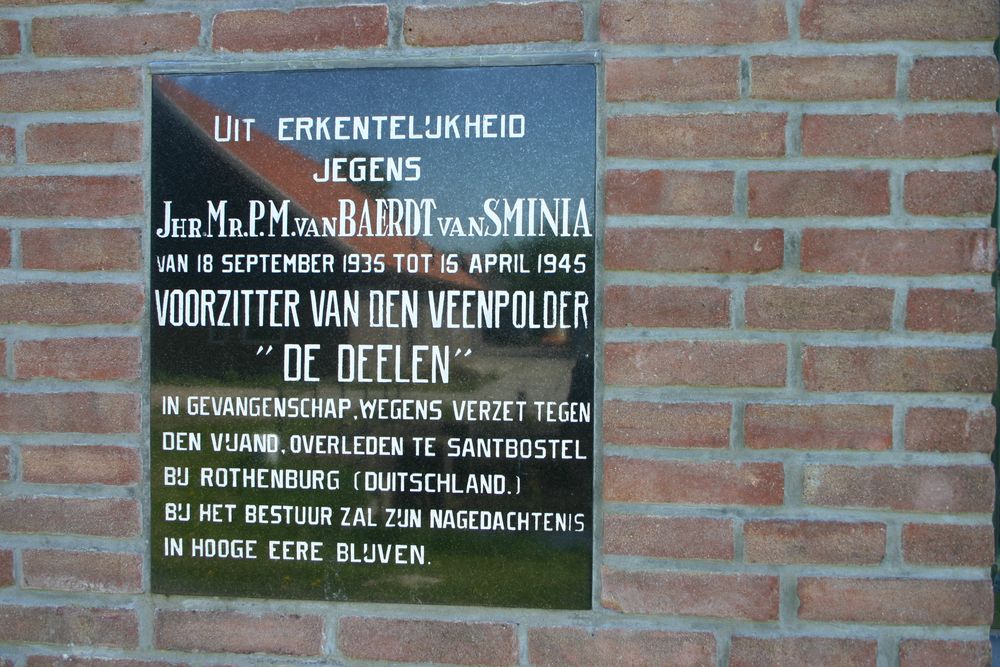 UIT ERKENTELIJKHEID
JEGENS
JHR.MR.P.M.VAN BAERDT VAN SMINIA
VAN 18 SEPTEMBER 1935 TOT 16 APRIL 1945
VOORZITTER VAN DEN VEENPOLDER
"DE DEELEN"
IN GEVANGENSCHAP, WEGENS VERZET TEGEN
DEN VIJAND, OVERLEDEN TE SANTBOSTEL
BIJ ROTHENBURG (DUITSCHLAND.)
BIJ HET BESTUUR ZAL ZIJN NAGEDACHTENIS
IN HOOGE EERE BLIJVEN.